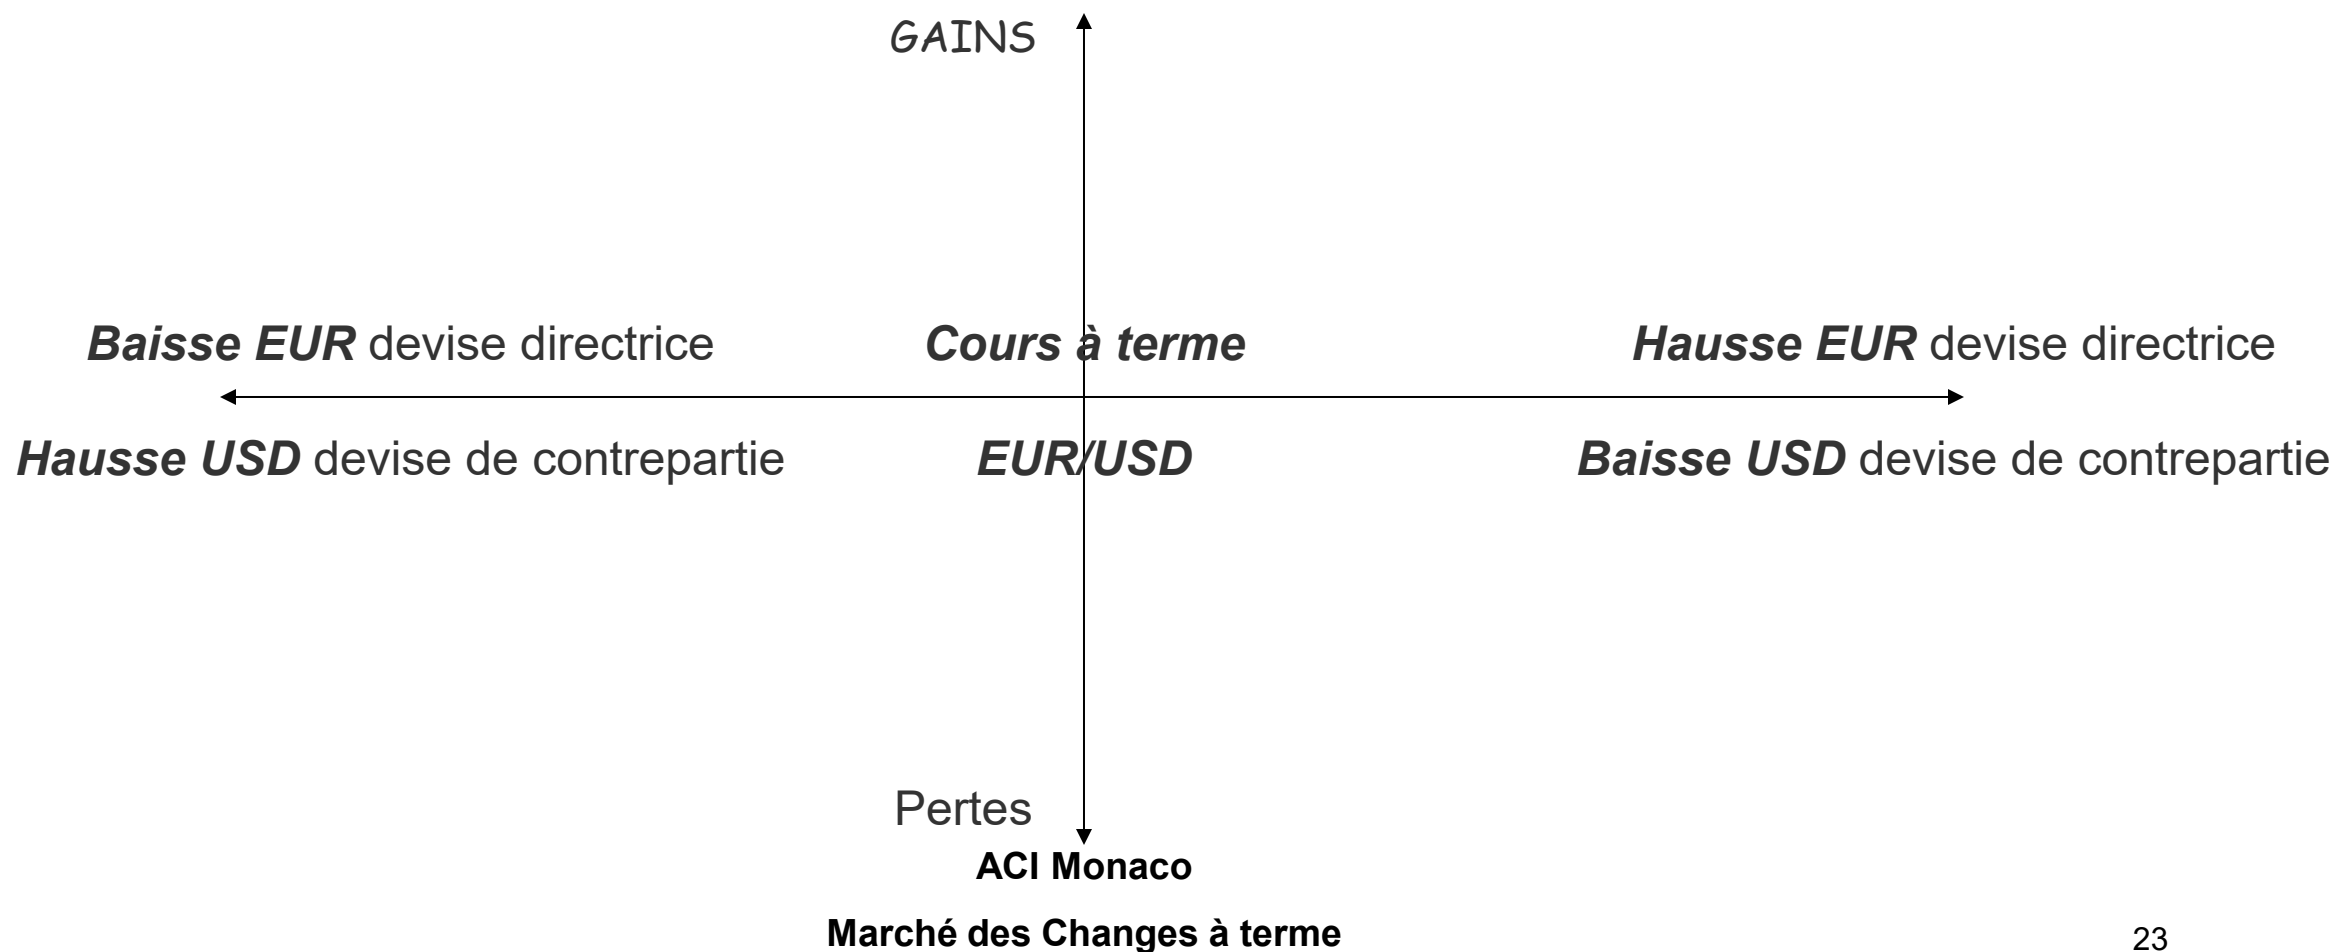 GAINS
Baisse EUR devise directrice
Cours à terme
Hausse EUR devise directrice
Hausse USD devise de contrepartie
EUR/USD
Baisse USD devise de contrepartie
Pertes
ACI Monaco
Marché des Changes à terme
23